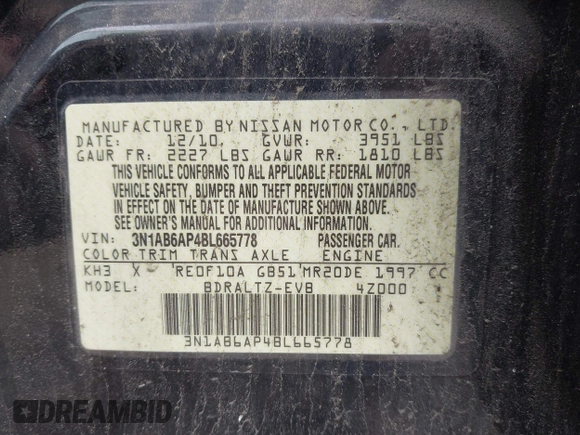 MANUFACTURED BY NISSAN MOTOR CO., LTD.
DATE: 12/10. GVWR: 3951 LBS
GAWR FR: 2227 LBS GAWR RR: 1810 LBS
THIS VEHICLE CONFORMS TO ALL APPLICABLE FEDERAL MOTOR
VEHICLE SAFETY, BUMPER AND THEFT PREVENTION STANDARDS
IN EFFECT ON THE DATE OF MANUFACTURE SHOWN ABOVE.
SEE OWNER'S MANUAL FOR ADDITIONAL INFORMATION.
VIN: 3N1AB6AP4BL665778 PASSENGER CAR.
COLOR TRIM TRANS AXLE ENGINE
KH3 X RE0F10A GB51 MR20DE 1997 CC
MODEL: BDRALTZ-EVB 4Z000
3N1AB6AP4BL665778
DREAMBID